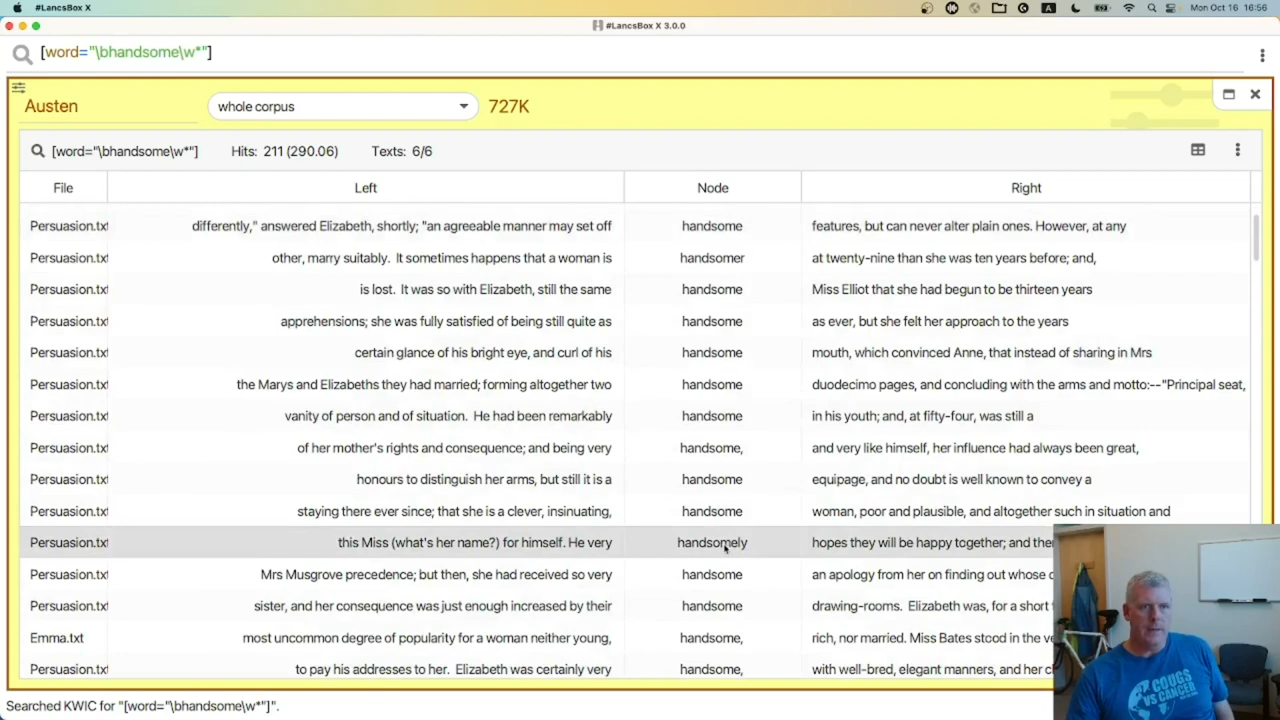 #LancsBox X
A
Mon Oct 16 16:56
#LancsBox X 3.0.0
[word="\bhandsome\w*"]
Austen whole corpus 727K
[word="\bhandsome\w*"] Hits: 211 (290.06) Texts: 6/6
File Left Node Right
Persuasion.txt differently," answered Elizabeth, shortly; "an agreeable manner may set off handsome features, but can never alter plain ones. However, at any
Persuasion.txt other, marry suitably. It sometimes happens that a woman is handsomer at twenty-nine than she was ten years before; and,
Persuasion.txt is lost. It was so with Elizabeth, still the same handsome Miss Elliot that she had begun to be thirteen years
Persuasion.txt apprehensions; she was fully satisfied of being still quite as handsome as ever, but she felt her approach to the years
Persuasion.txt certain glance of his bright eye, and curl of his handsome mouth, which convinced Anne, that instead of sharing in Mrs
Persuasion.txt the Marys and Elizabeths they had married; forming altogether two handsome duodecimo pages, and concluding with the arms and motto:--"Principal seat,
Persuasion.txt vanity of person and of situation. He had been remarkably handsome in his youth; and, at fifty-four, was still a
Persuasion.txt of her mother's rights and consequence; and being very handsome, and very like himself, her influence had always been great,
Persuasion.txt honours to distinguish her arms, but still it is a handsome equipage, and no doubt is well known to convey a
Persuasion.txt staying there ever since; that she is a clever, insinuating, handsome woman, poor and plausible, and altogether such in situation and
Persuasion.txt this Miss (what's her name?) for himself. He very handsomely hopes they will be happy together; and
Persuasion.txt Mrs Musgrove precedence; but then, she had received so very handsome an apology from her on finding out whose
Persuasion.txt sister, and her consequence was just enough increased by their handsome drawing-rooms. Elizabeth was, for a short
Emma.txt most uncommon degree of popularity for a woman neither young, handsome, rich, nor married. Miss Bates stood in the
Persuasion.txt to pay his addresses to her. Elizabeth was certainly very handsome, with well-bred, elegant manners, and her
COUGS
VS
CANCER
Searched KWIC for "[word="\bhandsome\w*"]".